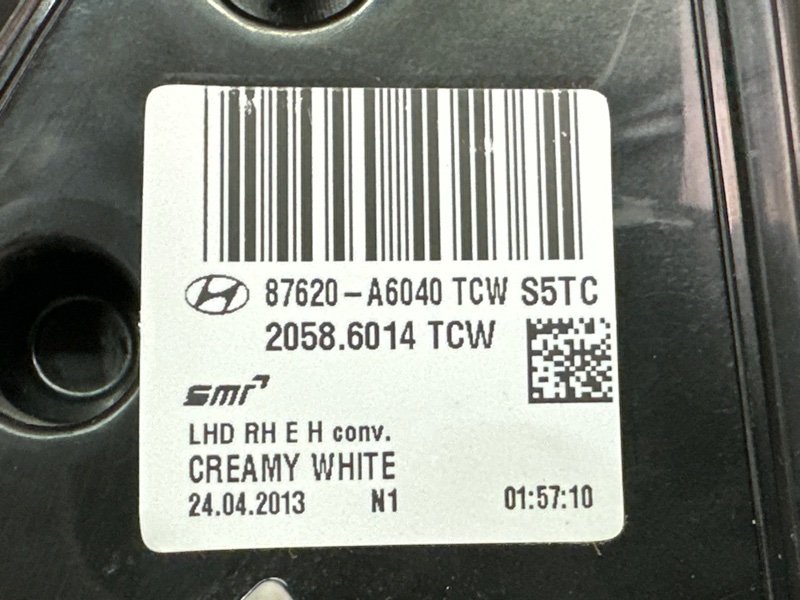 87620-A6040 TCW S5TC
2058.6014 TCW
smr
LHD RH E H conv.
CREAMY WHITE
24.04.2013 N1 01:57:10